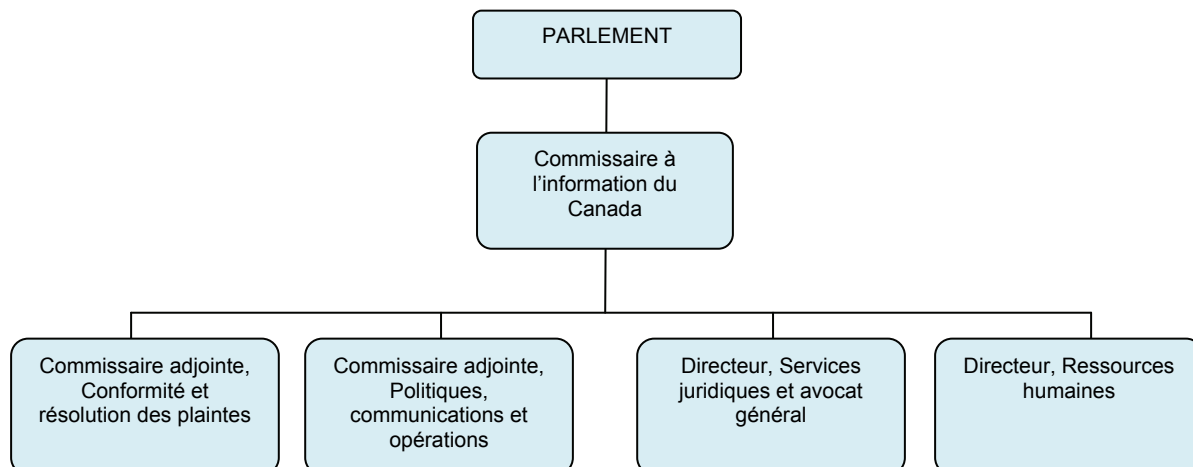 PARLEMENT
Commissaire à
l’information du
Canada
Commissaire adjointe,
Conformité et
résolution des plaintes
Commissaire adjointe,
Politiques,
communications et
opérations
Directeur, Services
juridiques et avocat
général
Directeur, Ressources
humaines